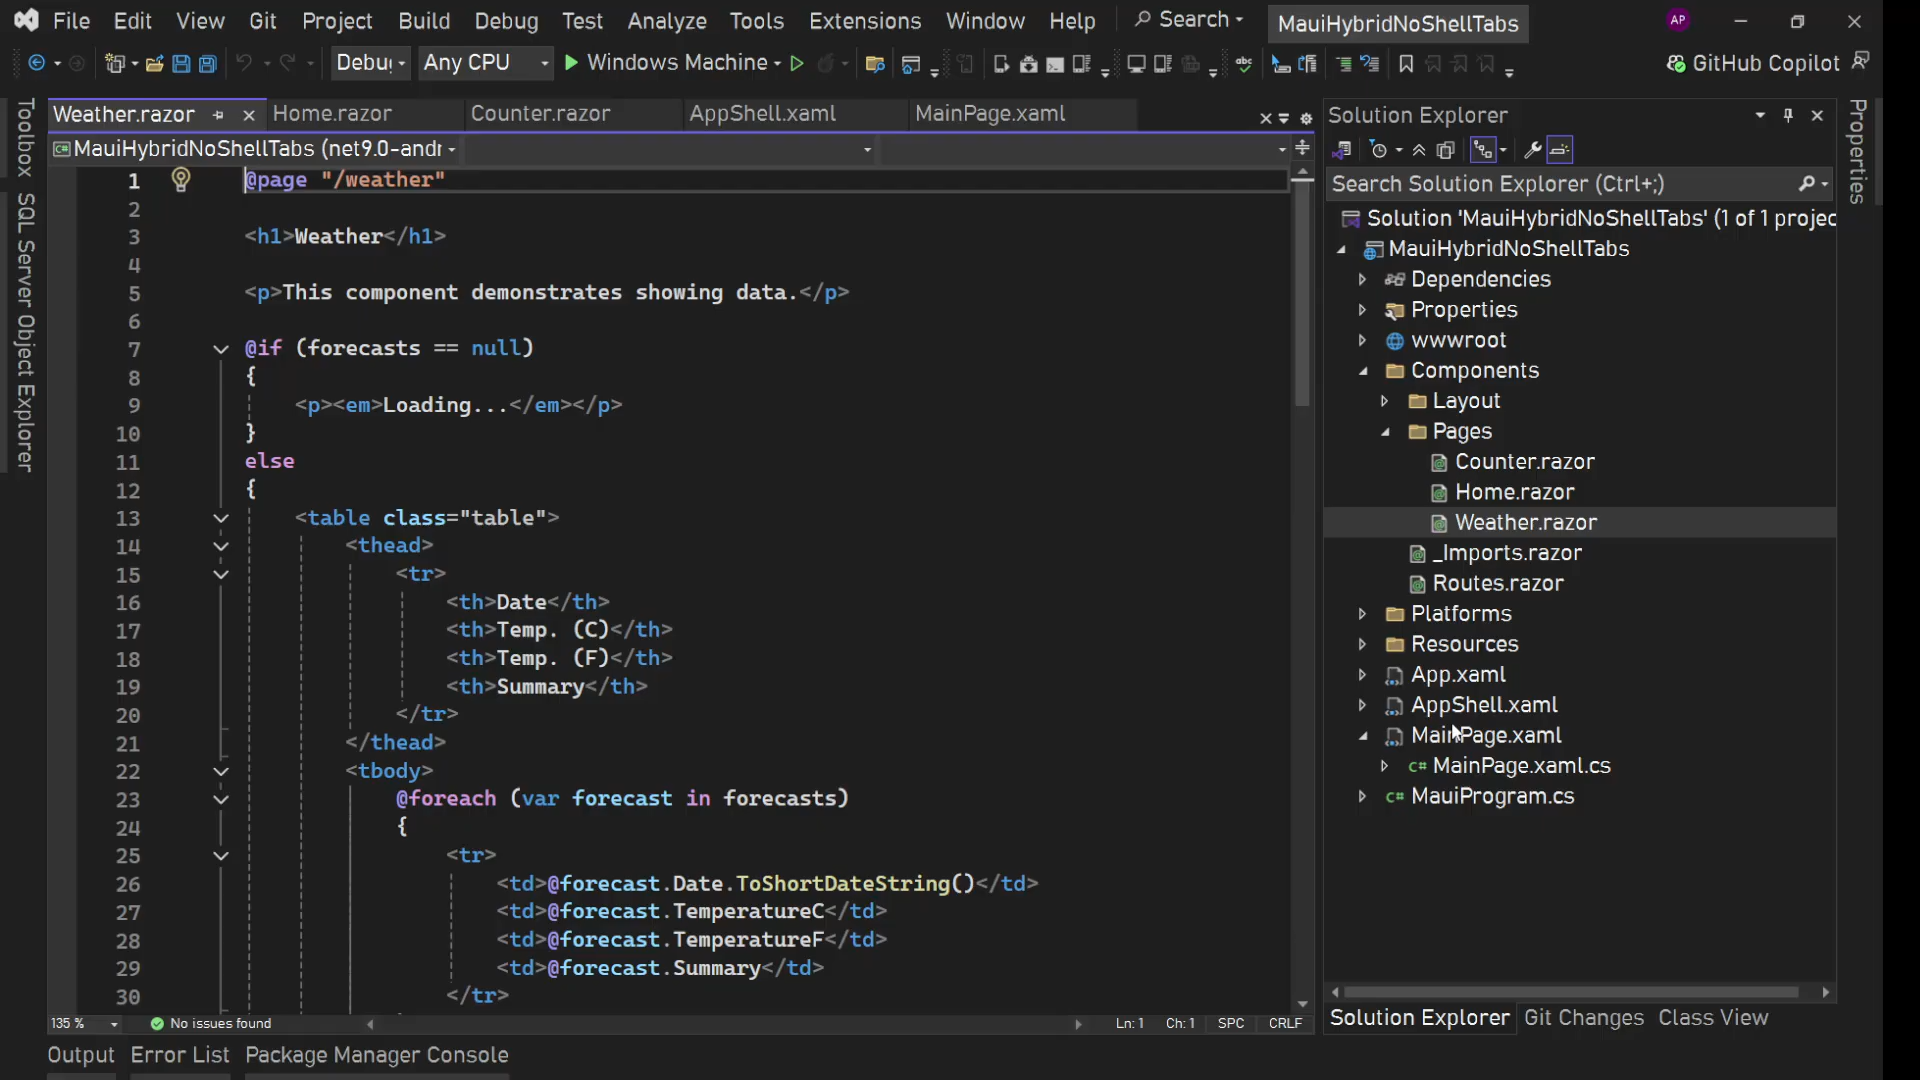 File Edit View Git Project Build Debug Test Analyze Tools Extensions Window Help Search MauiHybridNoShellTabs AP
Debug Any CPU Windows Machine GitHub Copilot
Toolbox
SQL Server Object Explorer
Weather.razor Home.razor Counter.razor AppShell.xaml MainPage.xaml
MauiHybridNoShellTabs (net9.0-andr
1 @page "/weather"
2
3 <h1>Weather</h1>
4
5 <p>This component demonstrates showing data.</p>
6
7 @if (forecasts == null)
8 {
9 <p><em>Loading...</em></p>
10 }
11 else
12 {
13 <table class="table">
14 <thead>
15 <tr>
16 <th>Date</th>
17 <th>Temp. (C)</th>
18 <th>Temp. (F)</th>
19 <th>Summary</th>
20 </tr>
21 </thead>
22 <tbody>
23 @foreach (var forecast in forecasts)
24 {
25 <tr>
26 <td>@forecast.Date.ToShortDateString()</td>
27 <td>@forecast.TemperatureC</td>
28 <td>@forecast.TemperatureF</td>
29 <td>@forecast.Summary</td>
30 </tr>
135 % No issues found Ln: 1 Ch: 1 SPC CRLF
Output Error List Package Manager Console
Solution Explorer
Search Solution Explorer (Ctrl+;)
Solution 'MauiHybridNoShellTabs' (1 of 1 projec
MauiHybridNoShellTabs
Dependencies
Properties
wwwroot
Components
Layout
Pages
Counter.razor
Home.razor
Weather.razor
_Imports.razor
Routes.razor
Platforms
Resources
App.xaml
AppShell.xaml
MainPage.xaml
C# MainPage.xaml.cs
C# MauiProgram.cs
Solution Explorer Git Changes Class View
Properties